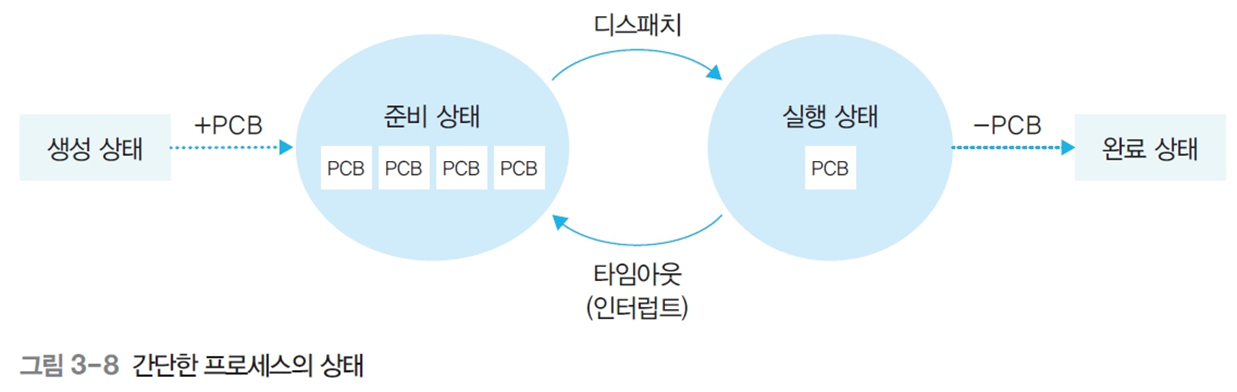 디스패치
생성 상태
+PCB
준비 상태
PCB PCB PCB PCB
실행 상태
PCB
-PCB
완료 상태
타임아웃
(인터럽트)
그림 3-8 간단한 프로세스의 상태